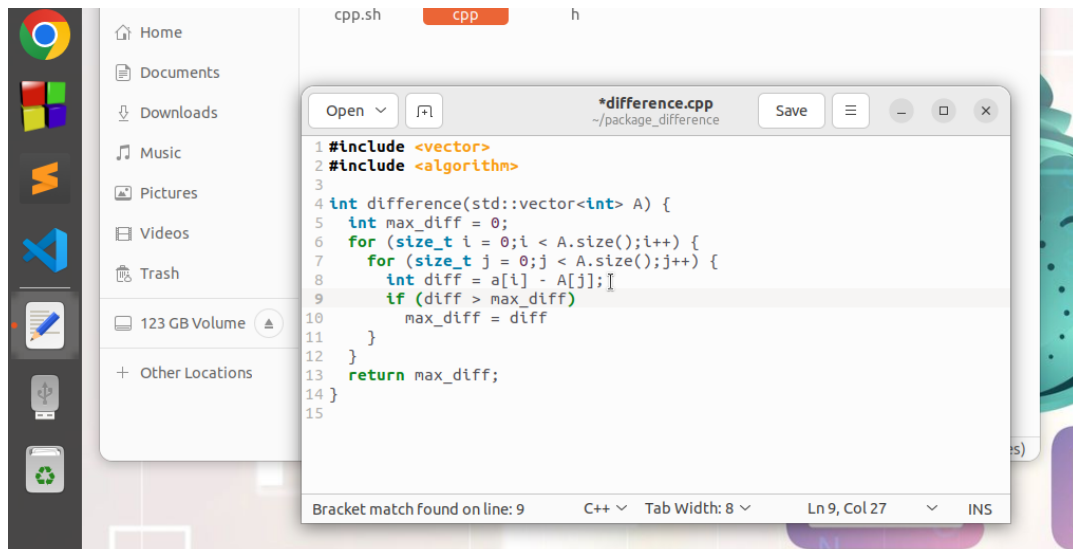 cpp.sh cpp h
Home
Documents
Downloads
Music
Pictures
Videos
Trash
123 GB Volume
+ Other Locations
Open *difference.cpp Save
~/package_difference
1 #include <vector>
2 #include <algorithm>
3
4 int difference(std::vector<int> A) {
5   int max_diff = 0;
6   for (size_t i = 0;i < A.size();i++) {
7     for (size_t j = 0;j < A.size();j++) {
8       int diff = a[i] - A[j];
9       if (diff > max_diff)
10         max_diff = diff
11     }
12   }
13   return max_diff;
14 }
15
es)
Bracket match found on line: 9 C++ Tab Width: 8 Ln 9, Col 27 INS
N